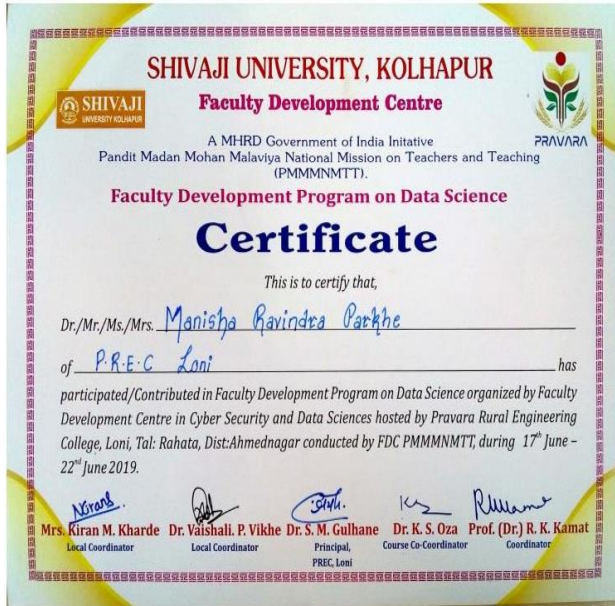 SHIVAJI UNIVERSITY, KOLHAPUR
SHIVAJI
UNIVERSITY KOLHAPUR
Faculty Development Centre
PRAVARA
A MHRD Government of India Initative
Pandit Madan Mohan Malaviya National Mission on Teachers and Teaching
(PMMMNMTT).
Faculty Development Program on Data Science
Certificate
This is to certify that,
Dr./Mr./Ms./Mrs. Manisha Ravindra Parkhe
of P.R.E.C Loni has
participated/Contributed in Faculty Development Program on Data Science organized by Faculty
Development Centre in Cyber Security and Data Sciences hosted by Pravara Rural Engineering
College, Loni, Tal: Rahata, Dist:Ahmednagar conducted by FDC PMMMNMTT, during 17th June –
22nd June 2019.
Mrs. Kiran M. Kharde Dr. Vaishali. P. Vikhe Dr. S. M. Gulhane Dr. K. S. Oza Prof. (Dr.) R. K. Kamat
Local Coordinator Local Coordinator Principal, Course Co-Coordinator Coordinator
PREC, Loni